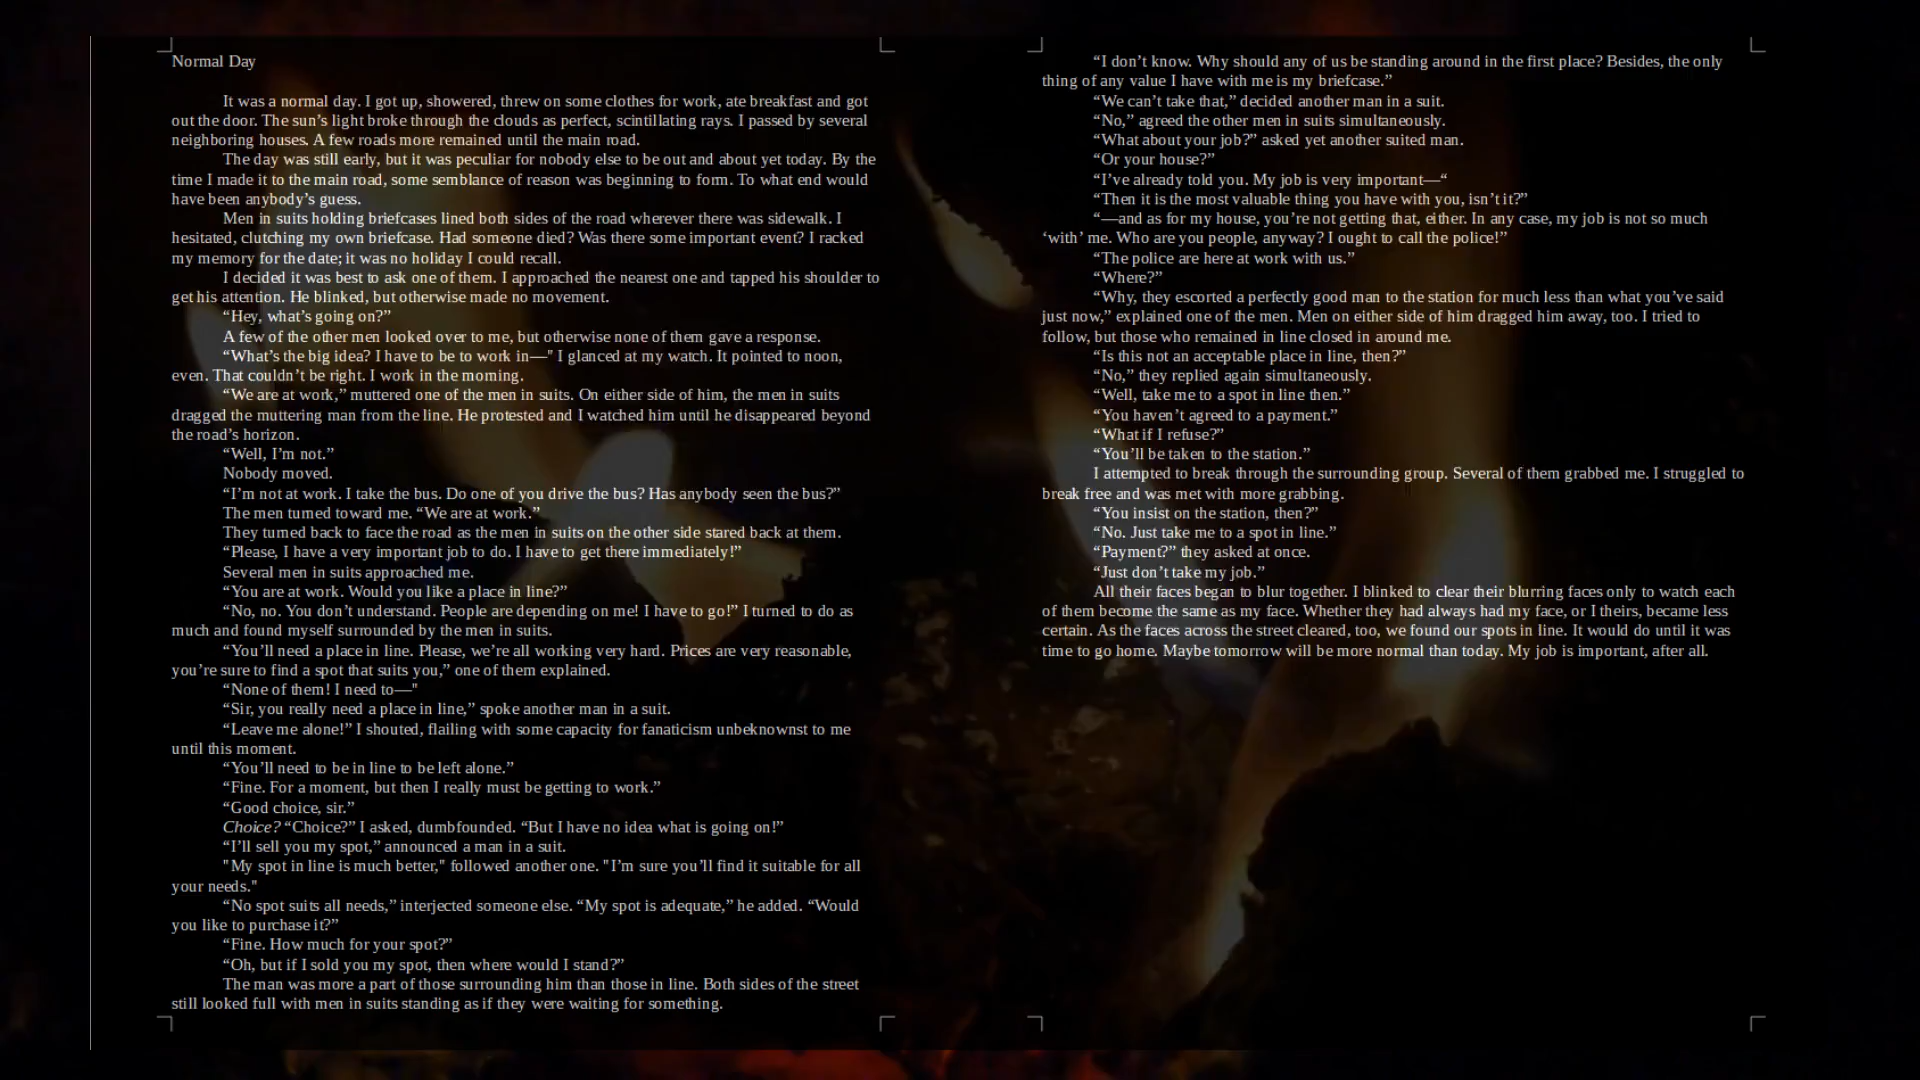 Normal Day
It was a normal day. I got up, showered, threw on some clothes for work, ate breakfast and got
out the door. The sun’s light broke through the clouds as perfect, scintillating rays. I passed by several
neighboring houses. A few roads more remained until the main road.
The day was still early, but it was peculiar for nobody else to be out and about yet today. By the
time I made it to the main road, some semblance of reason was beginning to form. To what end would
have been anybody’s guess.
Men in suits holding briefcases lined both sides of the road wherever there was sidewalk. I
hesitated, clutching my own briefcase. Had someone died? Was there some important event? I racked
my memory for the date; it was no holiday I could recall.
I decided it was best to ask one of them. I approached the nearest one and tapped his shoulder to
get his attention. He blinked, but otherwise made no movement.
“Hey, what’s going on?”
A few of the other men looked over to me, but otherwise none of them gave a response.
“What’s the big idea? I have to be to work in—" I glanced at my watch. It pointed to noon,
even. That couldn’t be right. I work in the morning.
“We are at work,” muttered one of the men in suits. On either side of him, the men in suits
dragged the muttering man from the line. He protested and I watched him until he disappeared beyond
the road’s horizon.
“Well, I’m not.”
Nobody moved.
“I’m not at work. I take the bus. Do one of you drive the bus? Has anybody seen the bus?”
The men turned toward me. “We are at work.”
They turned back to face the road as the men in suits on the other side stared back at them.
“Please, I have a very important job to do. I have to get there immediately!”
Several men in suits approached me.
“You are at work. Would you like a place in line?”
“No, no. You don’t understand. People are depending on me! I have to go!” I turned to do as
much and found myself surrounded by the men in suits.
“You’ll need a place in line. Please, we’re all working very hard. Prices are very reasonable,
you’re sure to find a spot that suits you,” one of them explained.
“None of them! I need to—"
“Sir, you really need a place in line,” spoke another man in a suit.
“Leave me alone!” I shouted, flailing with some capacity for fanaticism unbeknownst to me
until this moment.
“You’ll need to be in line to be left alone.”
“Fine. For a moment, but then I really must be getting to work.”
“Good choice, sir.”
Choice? “Choice?” I asked, dumbfounded. “But I have no idea what is going on!”
“I’ll sell you my spot,” announced a man in a suit.
"My spot in line is much better," followed another one. "I’m sure you’ll find it suitable for all
your needs."
“No spot suits all needs,” interjected someone else. “My spot is adequate,” he added. “Would
you like to purchase it?”
“Fine. How much for your spot?”
“Oh, but if I sold you my spot, then where would I stand?”
The man was more a part of those surrounding him than those in line. Both sides of the street
still looked full with men in suits standing as if they were waiting for something.
“I don’t know. Why should any of us be standing around in the first place? Besides, the only
thing of any value I have with me is my briefcase.”
“We can’t take that,” decided another man in a suit.
“No,” agreed the other men in suits simultaneously.
“What about your job?” asked yet another suited man.
“Or your house?”
“I’ve already told you. My job is very important—“
“Then it is the most valuable thing you have with you, isn’t it?”
“—and as for my house, you’re not getting that, either. In any case, my job is not so much
‘with’ me. Who are you people, anyway? I ought to call the police!”
“The police are here at work with us.”
“Where?”
“Why, they escorted a perfectly good man to the station for much less than what you’ve said
just now,” explained one of the men. Men on either side of him dragged him away, too. I tried to
follow, but those who remained in line closed in around me.
“Is this not an acceptable place in line, then?”
“No,” they replied again simultaneously.
“Well, take me to a spot in line then.”
“You haven’t agreed to a payment.”
“What if I refuse?”
“You’ll be taken to the station.”
I attempted to break through the surrounding group. Several of them grabbed me. I struggled to
break free and was met with more grabbing.
“You insist on the station, then?”
“No. Just take me to a spot in line.”
“Payment?” they asked at once.
“Just don’t take my job.”
All their faces began to blur together. I blinked to clear their blurring faces only to watch each
of them become the same as my face. Whether they had always had my face, or I theirs, became less
certain. As the faces across the street cleared, too, we found our spots in line. It would do until it was
time to go home. Maybe tomorrow will be more normal than today. My job is important, after all.